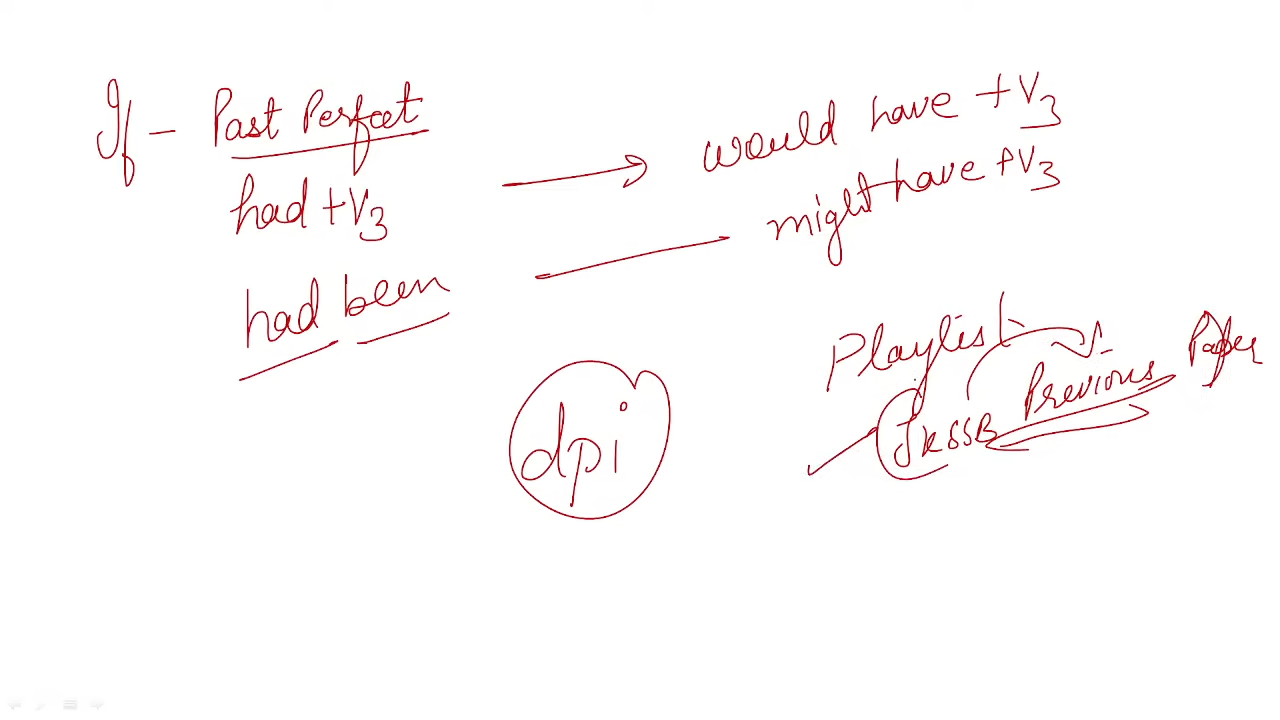 If - Past Perfect
would have + V3
had + V3
might have + V3
had been
Playlist
JKSSB Previous Paper
dpi